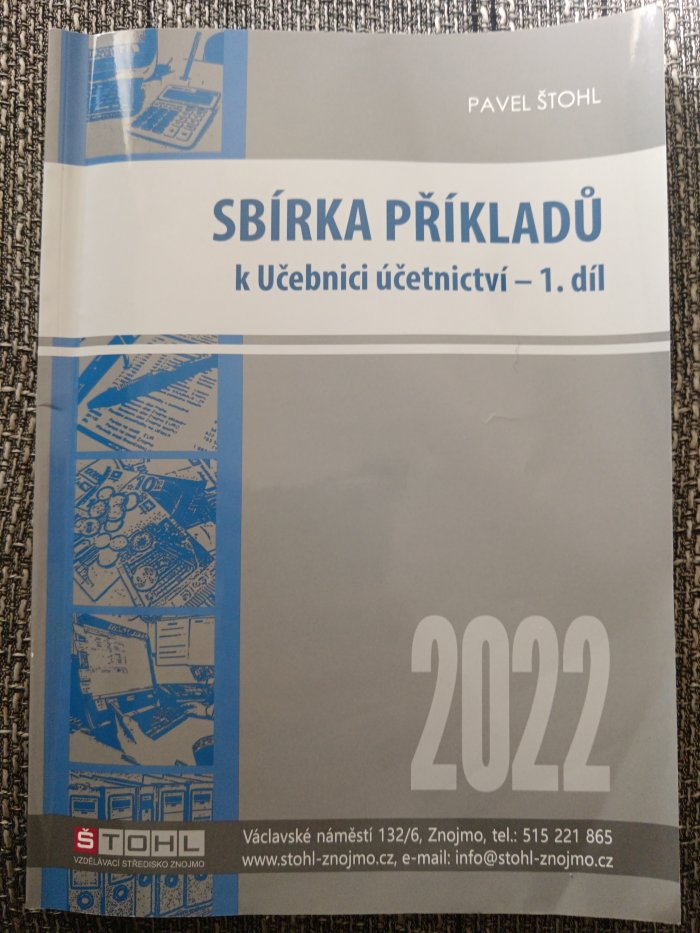 PAVEL ŠTOHL
SBÍRKA PŘÍKLADŮ
k Učebnici účetnictví – 1. díl
2022
ŠTOHL
VZDĚLÁVACÍ STŘEDISKO ZNOJMO
Václavské náměstí 132/6, Znojmo, tel.: 515 221 865
www.stohl-znojmo.cz, e-mail: info@stohl-znojmo.cz